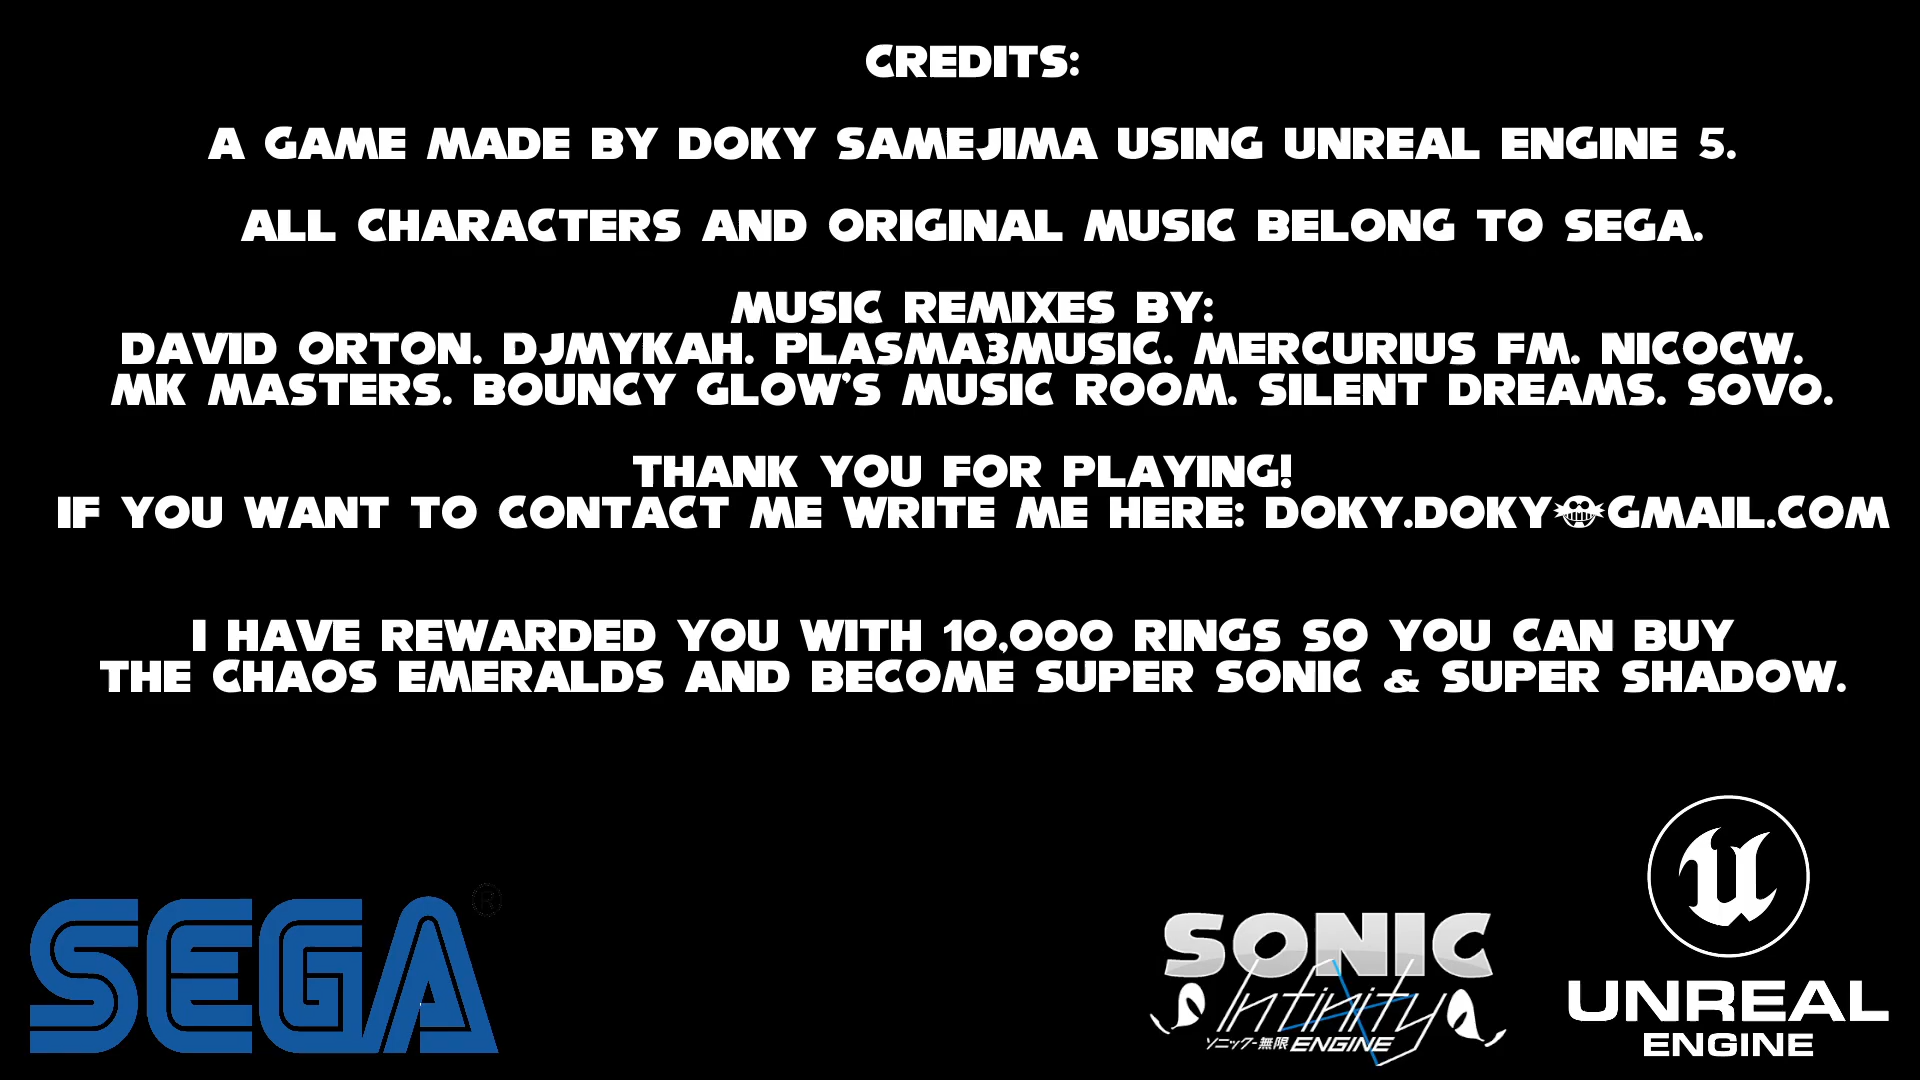 CREDITS:
A GAME MADE BY DOKY SAMEJIMA USING UNREAL ENGINE 5.
ALL CHARACTERS AND ORIGINAL MUSIC BELONG TO SEGA.
MUSIC REMIXES BY:
DAVID ORTON. DJMYKAH. PLASMA3MUSIC. MERCURIUS FM. NICOCW.
MK MASTERS. BOUNCY GLOW'S MUSIC ROOM. SILENT DREAMS. SOVO.
THANK YOU FOR PLAYING!
IF YOU WANT TO CONTACT ME WRITE ME HERE: DOKY.DOKY@GMAIL.COM
I HAVE REWARDED YOU WITH 10,000 RINGS SO YOU CAN BUY
THE CHAOS EMERALDS AND BECOME SUPER SONIC & SUPER SHADOW.
SEGA®
SONIC
Infinity
ソニック-無限 ENGINE
UNREAL
ENGINE